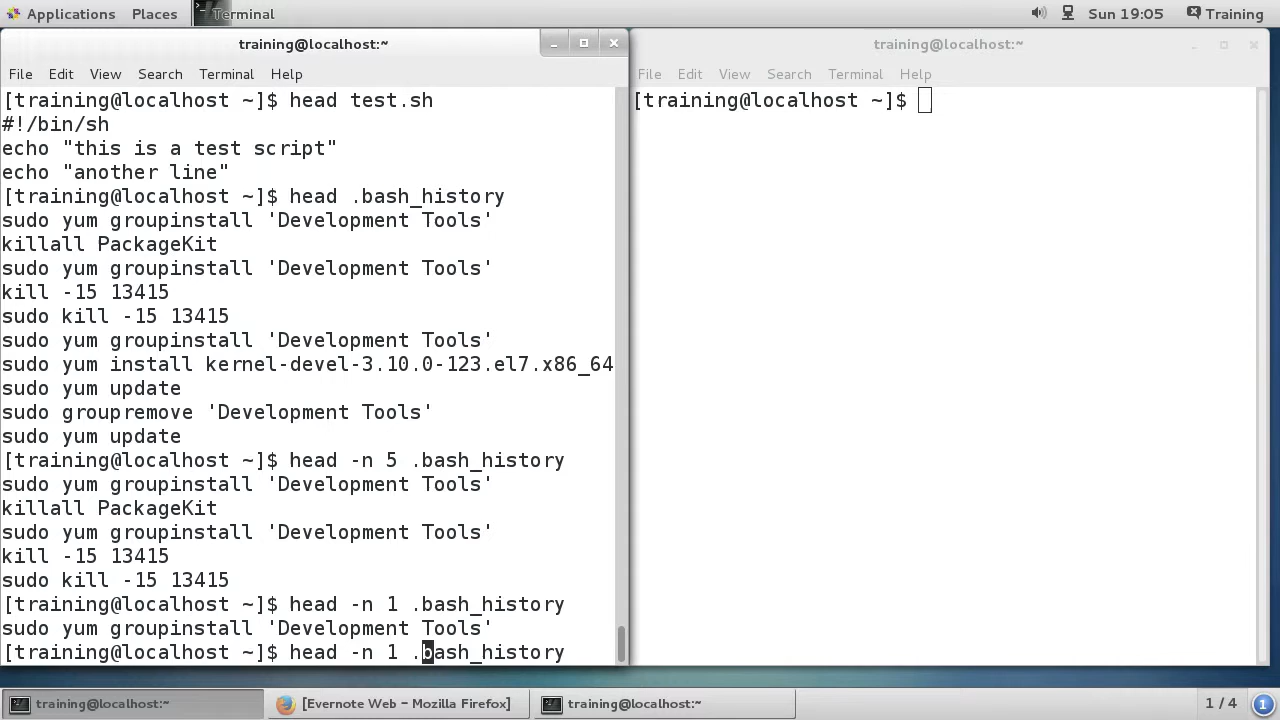 Applications Places Terminal Sun 19:05 Training
training@localhost:~
File Edit View Search Terminal Help
[training@localhost ~]$ head test.sh
#!/bin/sh
echo "this is a test script"
echo "another line"
[training@localhost ~]$ head .bash_history
sudo yum groupinstall 'Development Tools'
killall PackageKit
sudo yum groupinstall 'Development Tools'
kill -15 13415
sudo kill -15 13415
sudo yum groupinstall 'Development Tools'
sudo yum install kernel-devel-3.10.0-123.el7.x86_64
sudo yum update
sudo groupremove 'Development Tools'
sudo yum update
[training@localhost ~]$ head -n 5 .bash_history
sudo yum groupinstall 'Development Tools'
killall PackageKit
sudo yum groupinstall 'Development Tools'
kill -15 13415
sudo kill -15 13415
[training@localhost ~]$ head -n 1 .bash_history
sudo yum groupinstall 'Development Tools'
[training@localhost ~]$ head -n 1 .bash_history
training@localhost:~
File Edit View Search Terminal Help
[training@localhost ~]$
training@localhost:~ [Evernote Web – Mozilla Firefox] training@localhost:~ 1 / 4 1